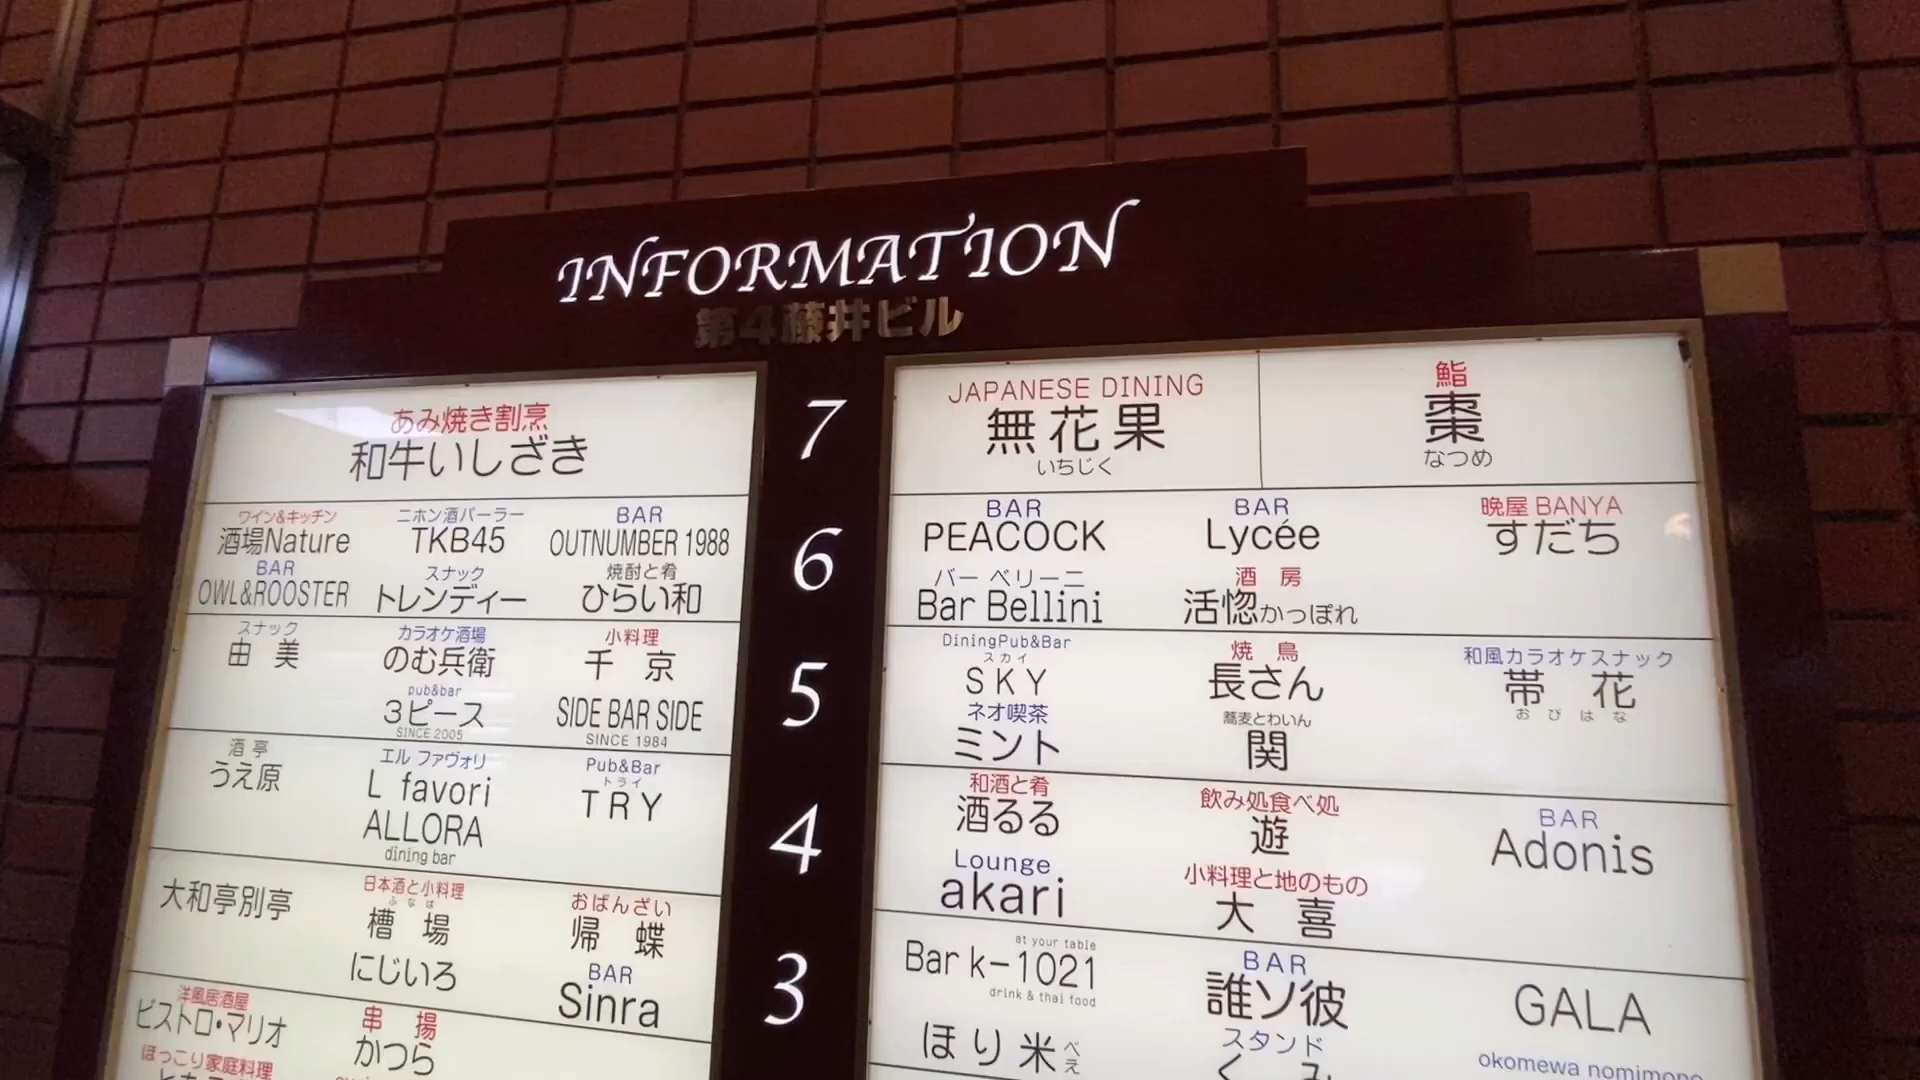 INFORMATION
第4藤井ビル
あみ焼き割烹
和牛いしざき
7
JAPANESE DINING
無花果
いちじく
鮨
棗
なつめ
ワイン&キッチン
酒場Nature
ニホン酒パーラー
TKB45
BAR
OUTNUMBER 1988
BAR
OWL&ROOSTER
スナック
トレンディー
焼酎と肴
ひらい和
6
BAR
PEACOCK
BAR
Lycée
晩屋 BANYA
すだち
バー ベリーニ
Bar Bellini
酒 房
活惚かっぽれ
スナック
由 美
カラオケ酒場
のむ兵衛
小料理
千 京
pub&bar
3ピース
SINCE 2005
SIDE BAR SIDE
SINCE 1984
5
DiningPub&Bar
スカイ
SKY
焼 鳥
長さん
和風カラオケスナック
帯 花
おびはな
ネオ喫茶
ミント
蕎麦とわいん
関
酒 亭
うえ原
エル ファヴォリ
L favori
Pub&Bar
トライ
TRY
ALLORA
dining bar
4
和酒と肴
酒るる
飲み処食べ処
遊
BAR
Adonis
Lounge
akari
小料理と地のもの
大 喜
大和亭別亭
日本酒と小料理
ふなば
槽 場
おばんざい
帰 蝶
にじいろ
BAR
Sinra
3
at your table
Bar k-1021
drink & thai food
BAR
誰ソ彼
GALA
ほり米べえ
スタンド
okomewa nomimono
洋風居酒屋
ビストロ・マリオ
串 揚
かつら
ほっこり家庭料理